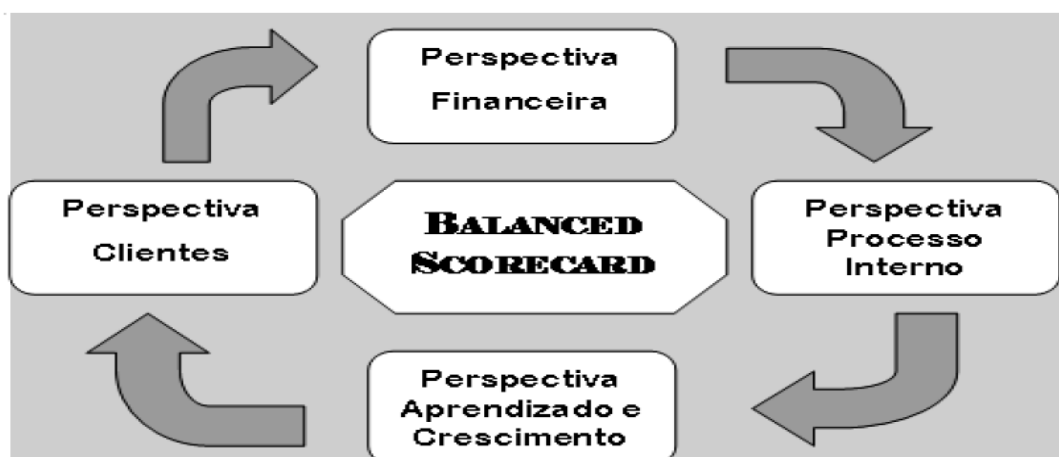 Perspectiva
Financeira
Perspectiva
Clientes
BALANCED
SCORECARD
Perspectiva
Processo
Interno
Perspectiva
Aprendizado e
Crescimento